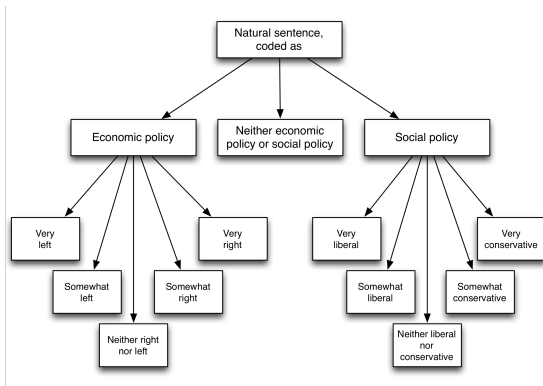 Natural sentence,
coded as
Economic policy
Neither economic
policy or social policy
Social policy
Very
left
Very
right
Very
liberal
Very
conservative
Somewhat
left
Somewhat
right
Somewhat
liberal
Somewhat
conservative
Neither right
nor left
Neither liberal
nor
conservative